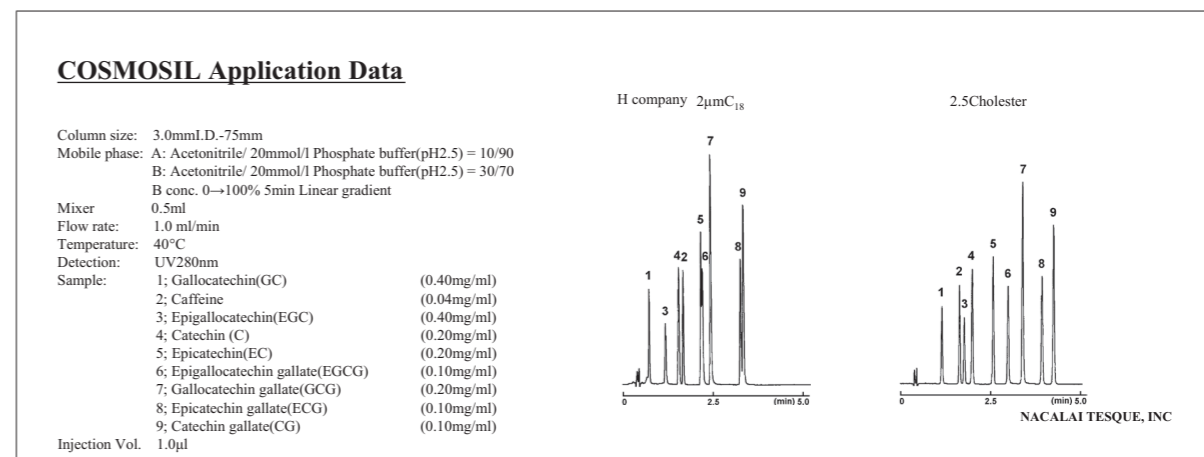 COSMOSIL Application Data
Column size: 3.0mmI.D.-75mm
Mobile phase: A: Acetonitrile/ 20mmol/l Phosphate buffer(pH2.5) = 10/90
B: Acetonitrile/ 20mmol/l Phosphate buffer(pH2.5) = 30/70
B conc. 0→100% 5min Linear gradient
Mixer 0.5ml
Flow rate: 1.0 ml/min
Temperature: 40°C
Detection: UV280nm
Sample: 1; Gallocatechin(GC) (0.40mg/ml)
2; Caffeine (0.04mg/ml)
3; Epigallocatechin(EGC) (0.40mg/ml)
4; Catechin (C) (0.20mg/ml)
5; Epicatechin(EC) (0.20mg/ml)
6; Epigallocatechin gallate(EGCG) (0.10mg/ml)
7; Gallocatechin gallate(GCG) (0.20mg/ml)
8; Epicatechin gallate(ECG) (0.10mg/ml)
9; Catechin gallate(CG) (0.10mg/ml)
Injection Vol. 1.0μl
H company 2μmC₁₈
7
9
5
42 6 8
1
3
0 2.5 (min) 5.0
2.5Cholester
7
9
5
4
2 6 8
1 3
0 2.5 (min) 5.0
NACALAI TESQUE, INC